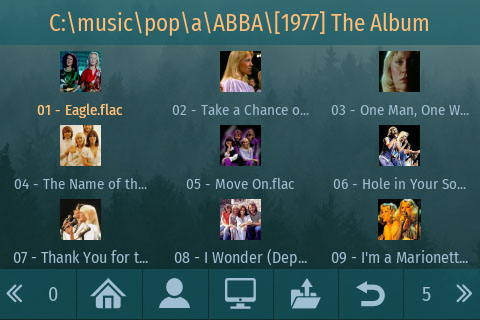 C:\music\pop\a\ABBA\[1977] The Album
01 - Eagle.flac
02 - Take a Chance o...
03 - One Man, One W...
04 - The Name of th...
05 - Move On.flac
06 - Hole in Your So...
07 - Thank You for t...
08 - I Wonder (Dep...
09 - I'm a Marionett...
0
5